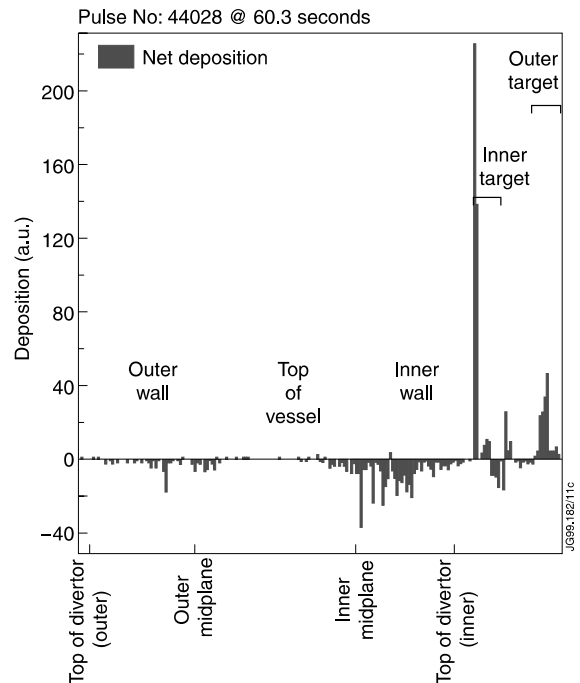 Pulse No: 44028 @ 60.3 seconds
Net deposition
Outer
target
Inner
target
Outer
wall
Top
of
vessel
Inner
wall
Deposition (a.u.)
200
160
120
80
40
0
−40
Top of divertor
(outer)
Outer
midplane
Inner
midplane
Top of divertor
(inner)
JG99.182/11c